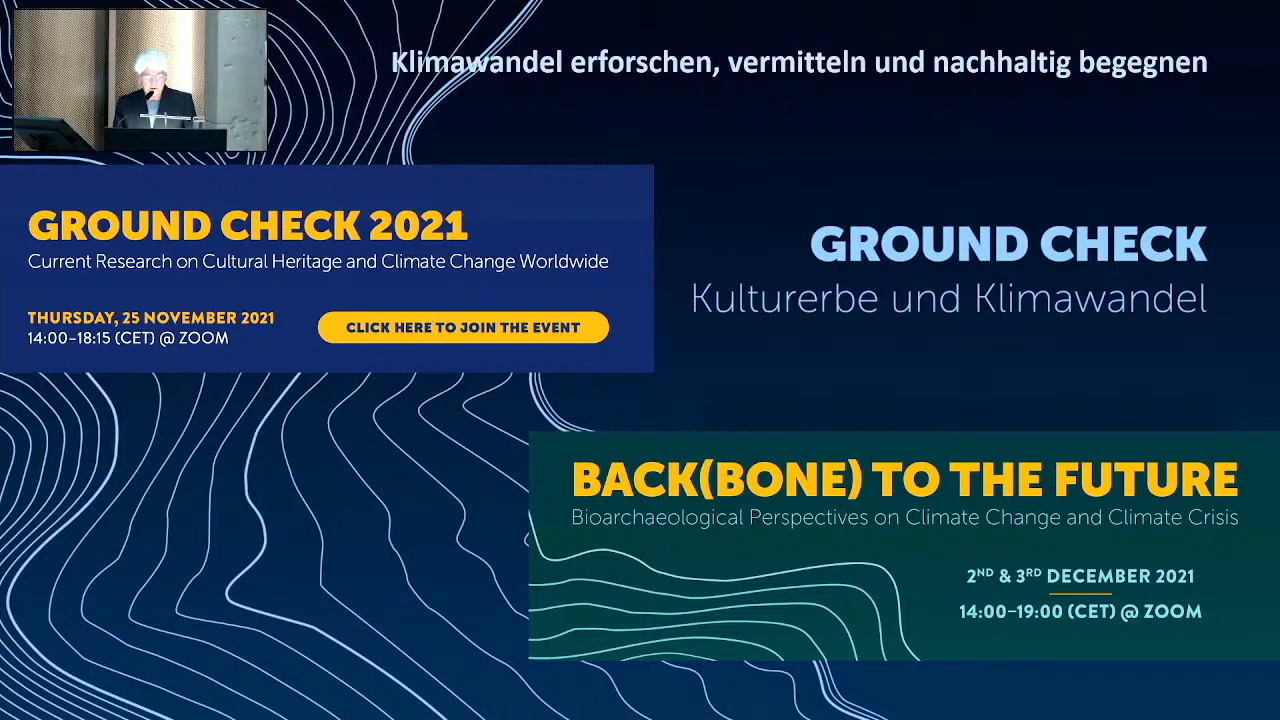 Klimawandel erforschen, vermitteln und nachhaltig begegnen
GROUND CHECK 2021
Current Research on Cultural Heritage and Climate Change Worldwide
THURSDAY, 25 NOVEMBER 2021
14:00–18:15 (CET) @ ZOOM
CLICK HERE TO JOIN THE EVENT
GROUND CHECK
Kulturerbe und Klimawandel
BACK(BONE) TO THE FUTURE
Bioarchaeological Perspectives on Climate Change and Climate Crisis
2ND & 3RD DECEMBER 2021
14:00–19:00 (CET) @ ZOOM